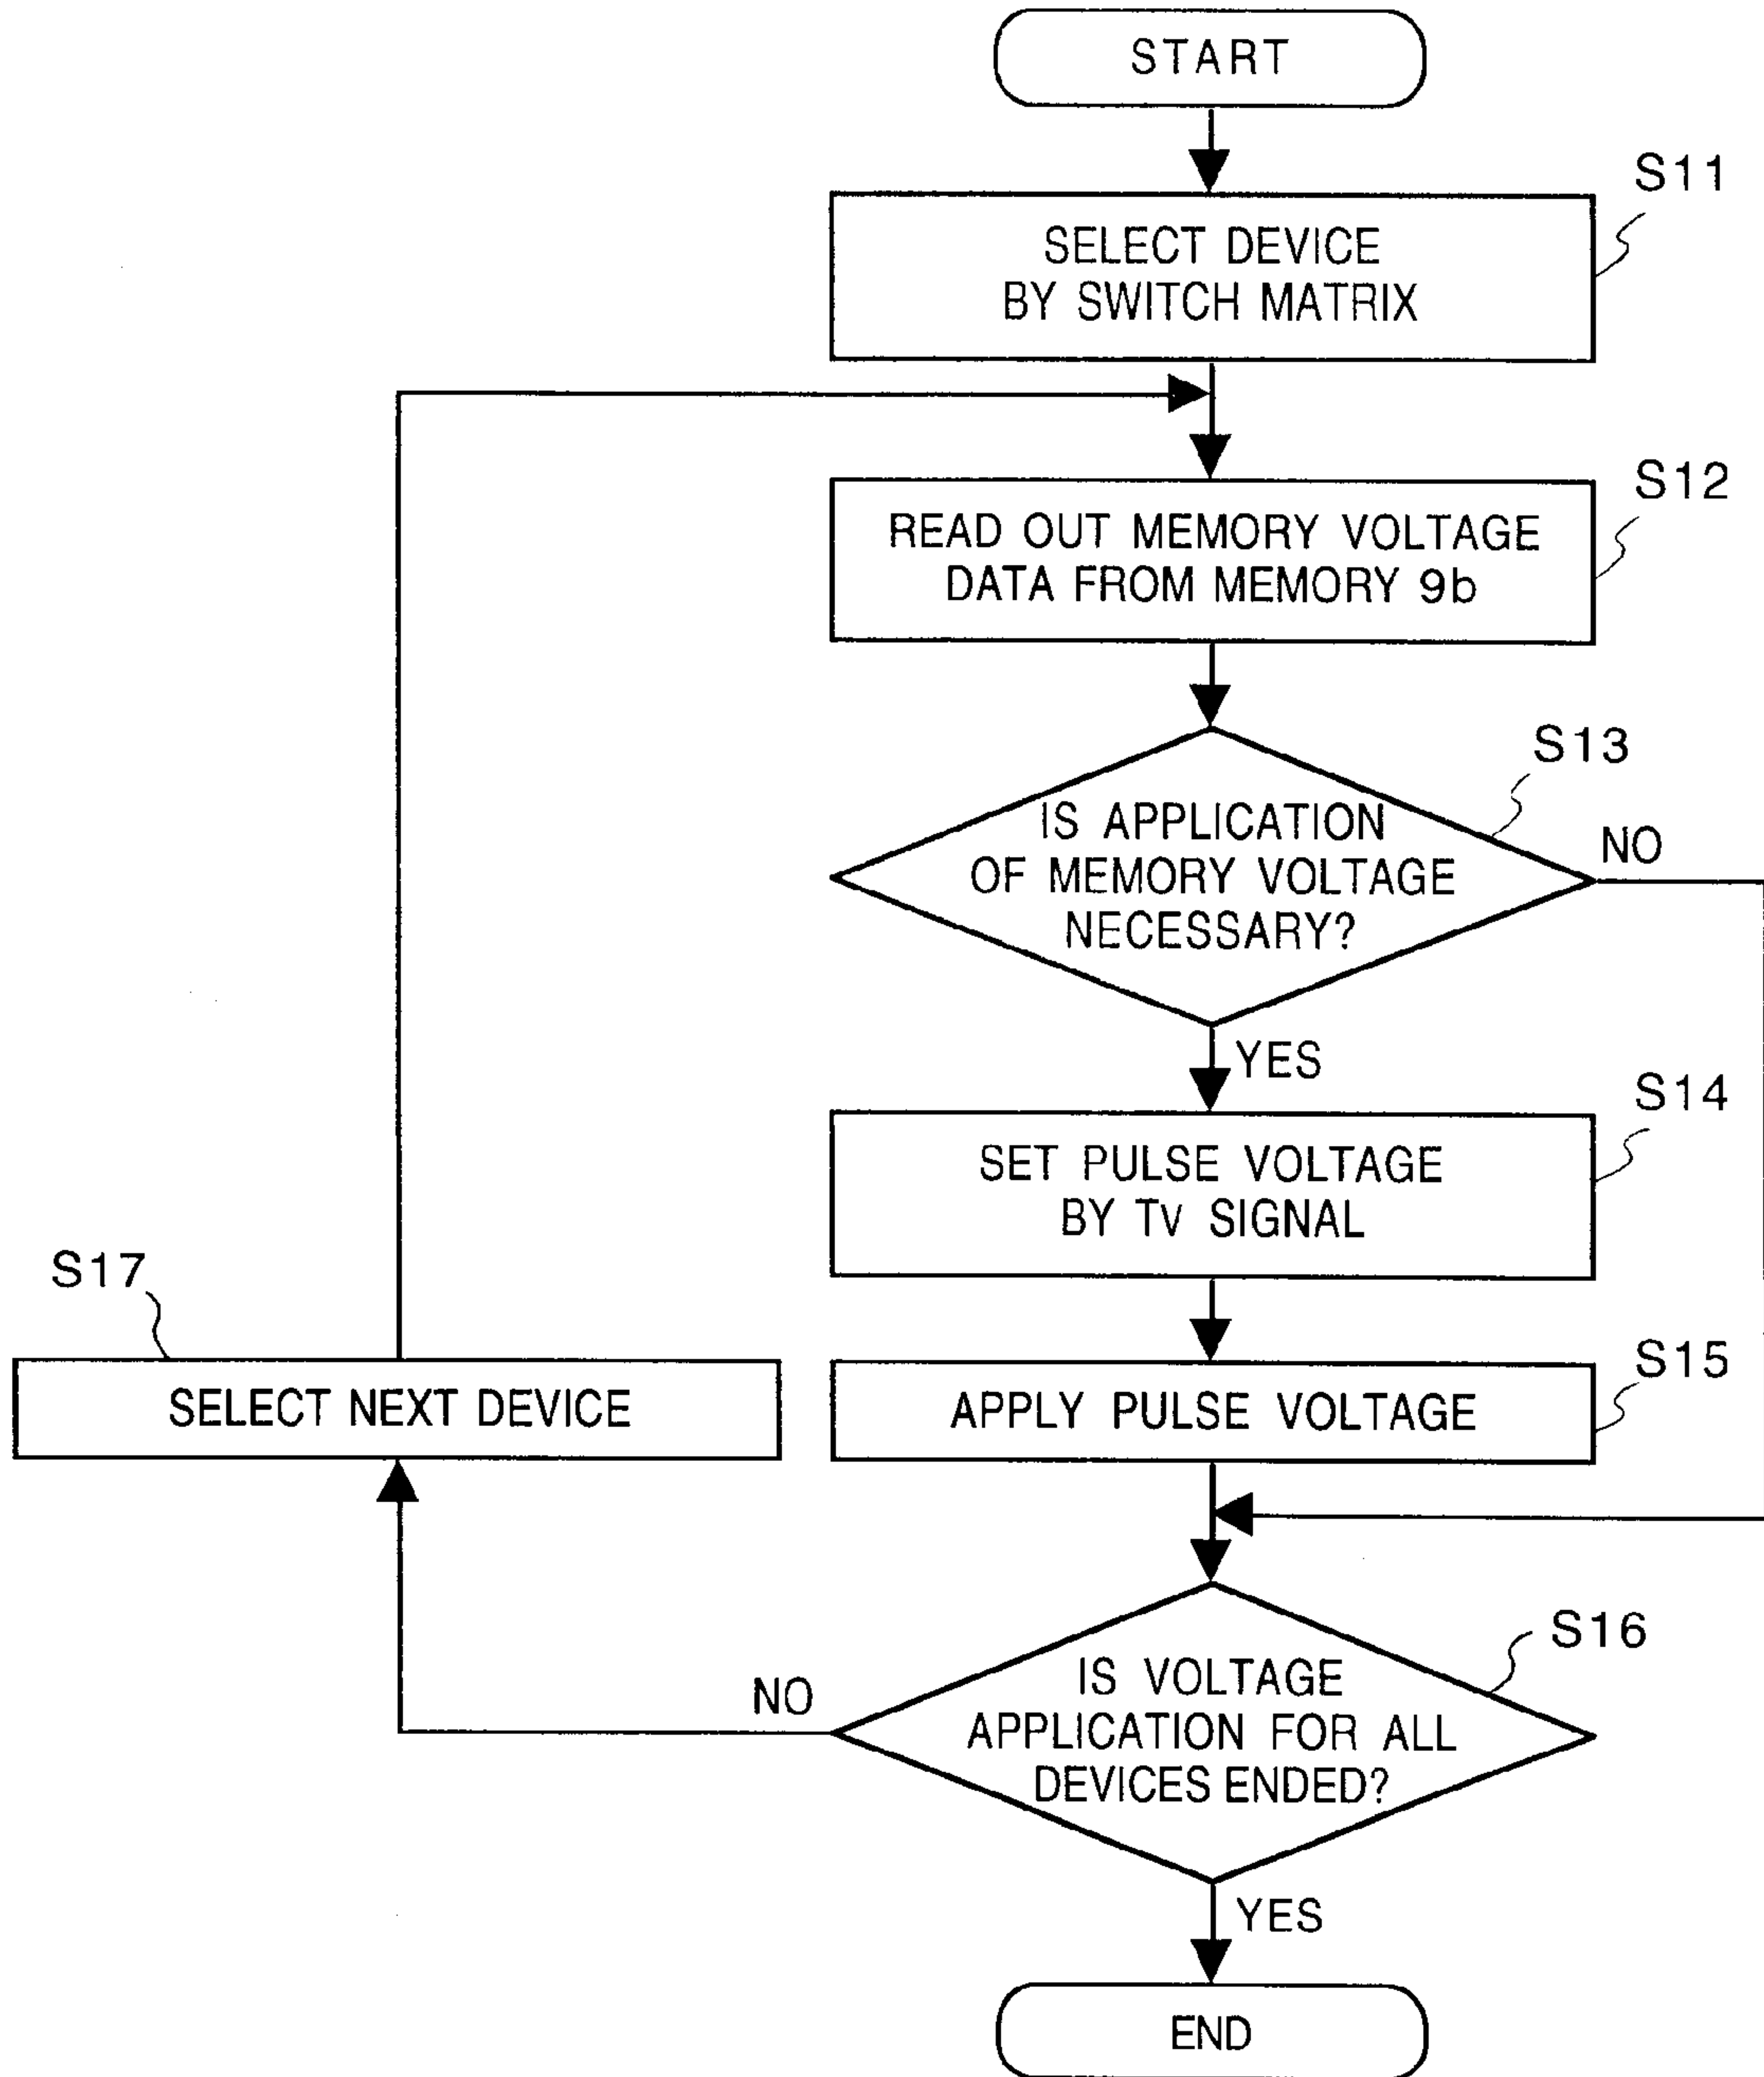 START
S11
SELECT DEVICE
BY SWITCH MATRIX
S12
READ OUT MEMORY VOLTAGE
DATA FROM MEMORY 9b
S13
IS APPLICATION
OF MEMORY VOLTAGE
NECESSARY?
NO
YES
S14
SET PULSE VOLTAGE
BY TV SIGNAL
S17
SELECT NEXT DEVICE
S15
APPLY PULSE VOLTAGE
S16
IS VOLTAGE
APPLICATION FOR ALL
DEVICES ENDED?
NO
YES
END